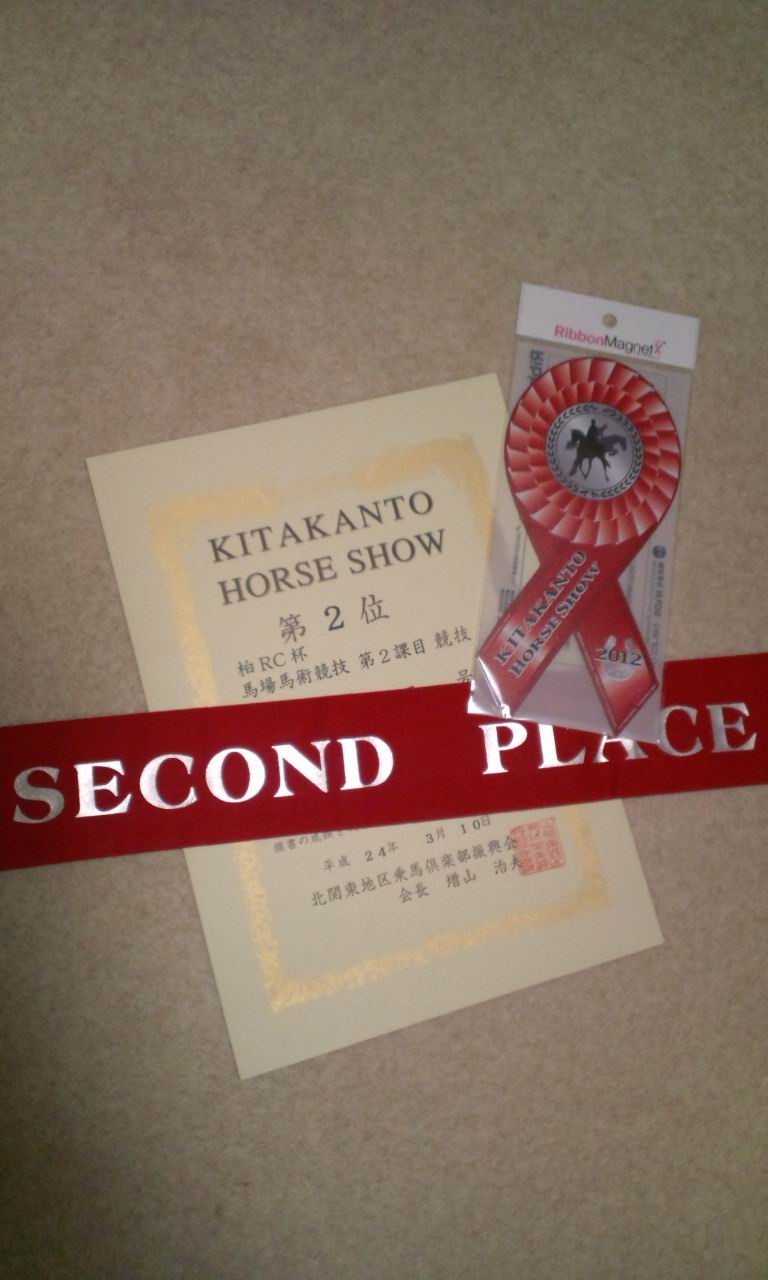 RibbonMagnet
KITAKANTO
HORSE SHOW
2012
KITAKANTO
HORSE SHOW
第 2 位
柏RC杯
馬場馬術競技 第2課目 競技
号
SECOND PLACE
平成 24年 3月 10日
北関東地区乗馬倶楽部振興会
会長 増山 治夫